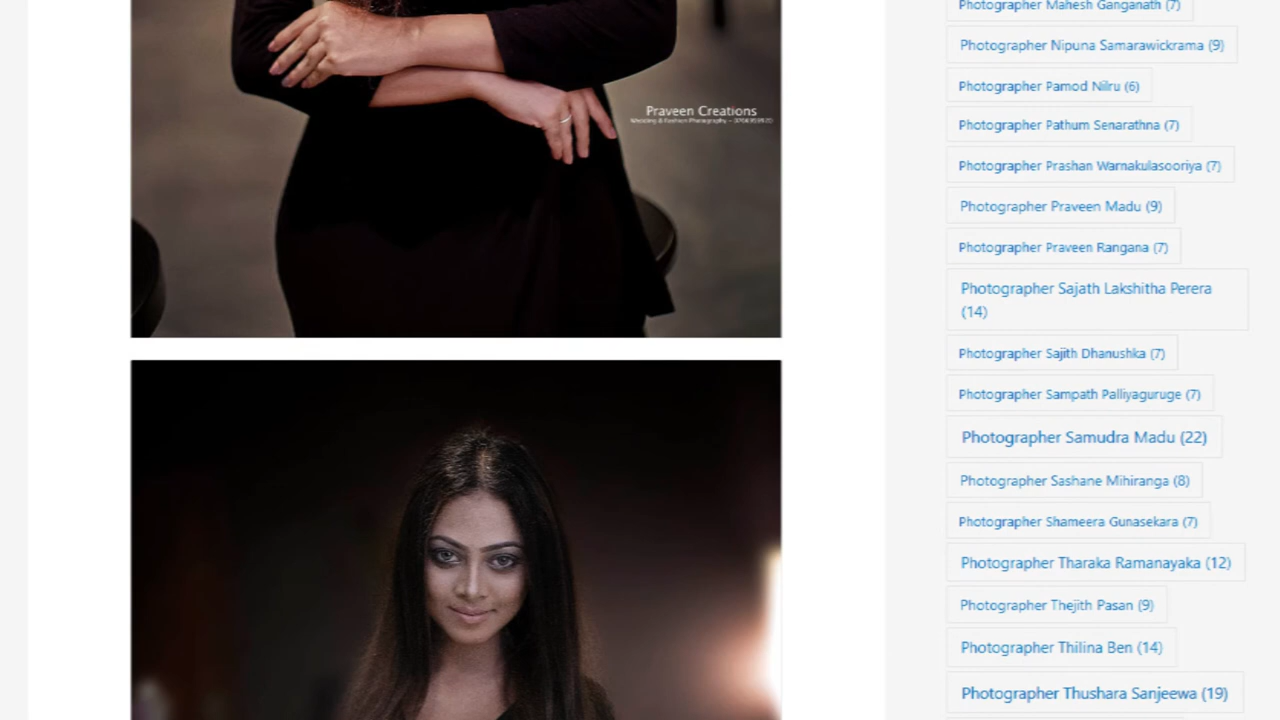 Praveen Creations
Wedding & Fashion Photography -
Photographer Mahesh Ganganath (7)
Photographer Nipuna Samarawickrama (9)
Photographer Pamod Nilru (6)
Photographer Pathum Senarathna (7)
Photographer Prashan Warnakulasooriya (7)
Photographer Praveen Madu (9)
Photographer Praveen Rangana (7)
Photographer Sajath Lakshitha Perera
(14)
Photographer Sajith Dhanushka (7)
Photographer Sampath Palliyaguruge (7)
Photographer Samudra Madu (22)
Photographer Sashane Mihiranga (8)
Photographer Shameera Gunasekara (7)
Photographer Tharaka Ramanayaka (12)
Photographer Thejith Pasan (9)
Photographer Thilina Ben (14)
Photographer Thushara Sanjeewa (19)